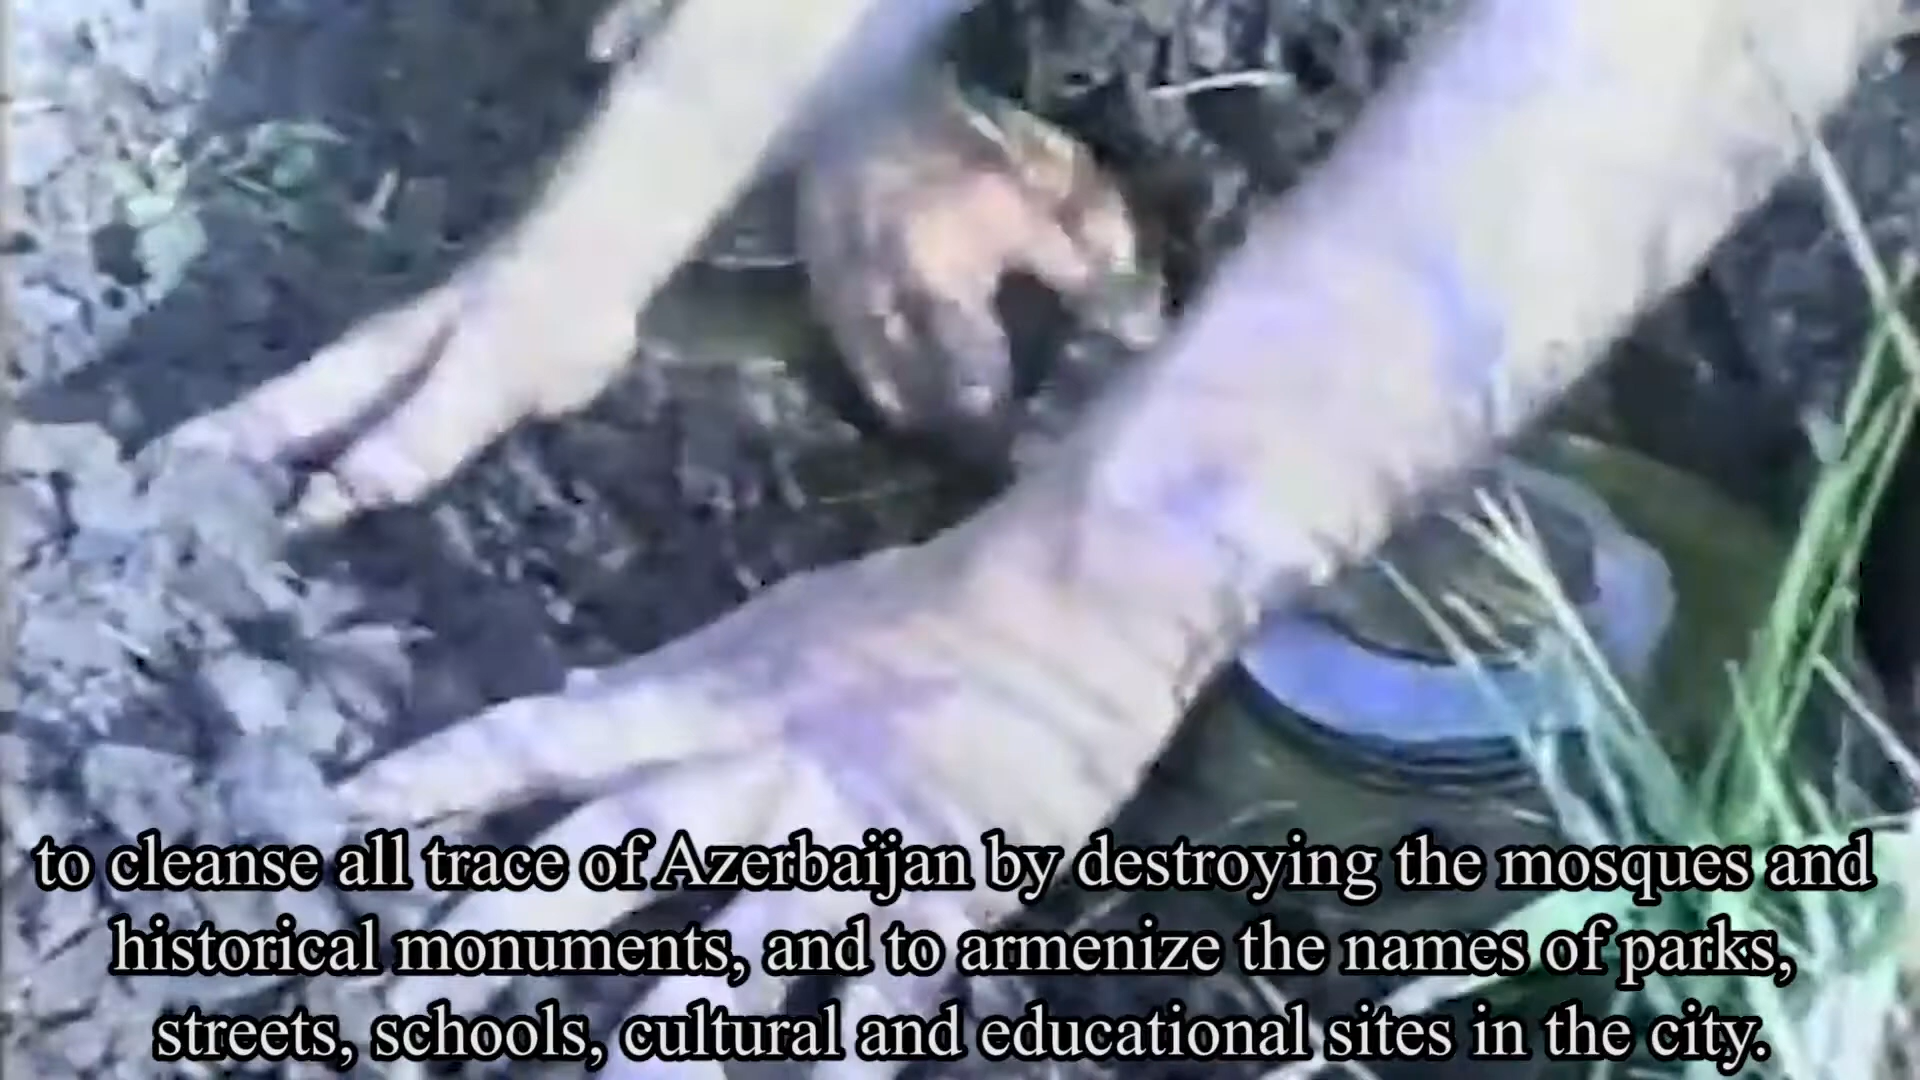 to cleanse all trace of Azerbaijan by destroying the mosques and
historical monuments, and to armenize the names of parks,
streets, schools, cultural and educational sites in the city.